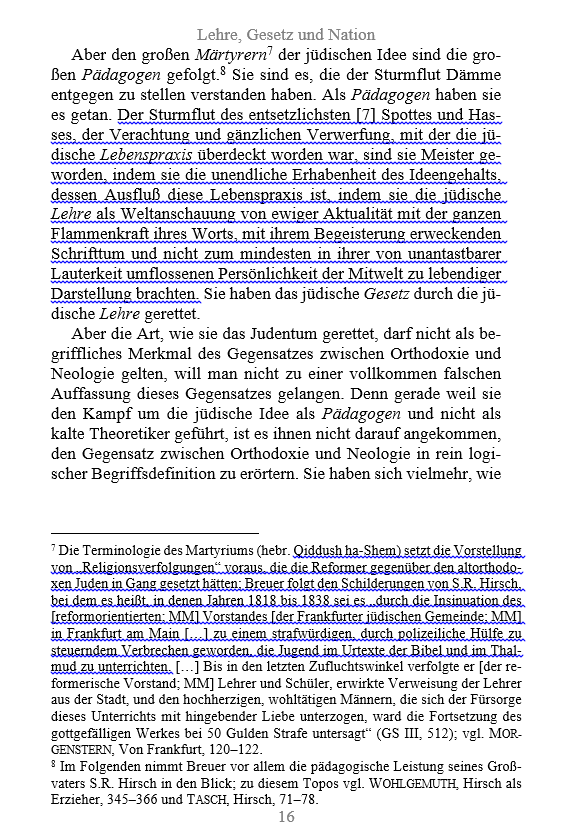 Lehre, Gesetz und Nation
Aber den großen Märtyrern⁷ der jüdischen Idee sind die gro-
ßen Pädagogen gefolgt.⁸ Sie sind es, die der Sturmflut Dämme
entgegen zu stellen verstanden haben. Als Pädagogen haben sie
es getan. Der Sturmflut des entsetzlichsten [7] Spottes und Has-
ses, der Verachtung und gänzlichen Verwerfung, mit der die jü-
dische Lebenspraxis überdeckt worden war, sind sie Meister ge-
worden, indem sie die unendliche Erhabenheit des Ideengehalts,
dessen Ausfluß diese Lebenspraxis ist, indem sie die jüdische
Lehre als Weltanschauung von ewiger Aktualität mit der ganzen
Flammenkraft ihres Worts, mit ihrem Begeisterung erweckenden
Schrifttum und nicht zum mindesten in ihrer von unantastbarer
Lauterkeit umflossenen Persönlichkeit der Mitwelt zu lebendiger
Darstellung brachten. Sie haben das jüdische Gesetz durch die jü-
dische Lehre gerettet.
Aber die Art, wie sie das Judentum gerettet, darf nicht als be-
griffliches Merkmal des Gegensatzes zwischen Orthodoxie und
Neologie gelten, will man nicht zu einer vollkommen falschen
Auffassung dieses Gegensatzes gelangen. Denn gerade weil sie
den Kampf um die jüdische Idee als Pädagogen und nicht als
kalte Theoretiker geführt, ist es ihnen nicht darauf angekommen,
den Gegensatz zwischen Orthodoxie und Neologie in rein logi-
scher Begriffsdefinition zu erörtern. Sie haben sich vielmehr, wie
⁷ Die Terminologie des Martyriums (hebr. Qiddush ha-Shem) setzt die Vorstellung
von „Religionsverfolgungen“ voraus, die die Reformer gegenüber den altorthodo-
xen Juden in Gang gesetzt hätten; Breuer folgt den Schilderungen von S.R. Hirsch,
bei dem es heißt, in denen Jahren 1818 bis 1838 sei es „durch die Insinuation des
[reformorientierten; MM] Vorstandes [der Frankfurter jüdischen Gemeinde; MM]
in Frankfurt am Main […] zu einem strafwürdigen, durch polizeiliche Hülfe zu
steuerndem Verbrechen geworden, die Jugend im Urtexte der Bibel und im Thal-
mud zu unterrichten. […] Bis in den letzten Zufluchtswinkel verfolgte er [der re-
formerische Vorstand; MM] Lehrer und Schüler, erwirkte Verweisung der Lehrer
aus der Stadt, und den hochherzigen, wohltätigen Männern, die sich der Fürsorge
dieses Unterrichts mit hingebender Liebe unterzogen, ward die Fortsetzung des
gottgefälligen Werkes bei 50 Gulden Strafe untersagt“ (GS III, 512); vgl. MOR-
GENSTERN, Von Frankfurt, 120–122.
⁸ Im Folgenden nimmt Breuer vor allem die pädagogische Leistung seines Groß-
vaters S.R. Hirsch in den Blick; zu diesem Topos vgl. WOHLGEMUTH, Hirsch als
Erzieher, 345–366 und TASCH, Hirsch, 71–78.
16